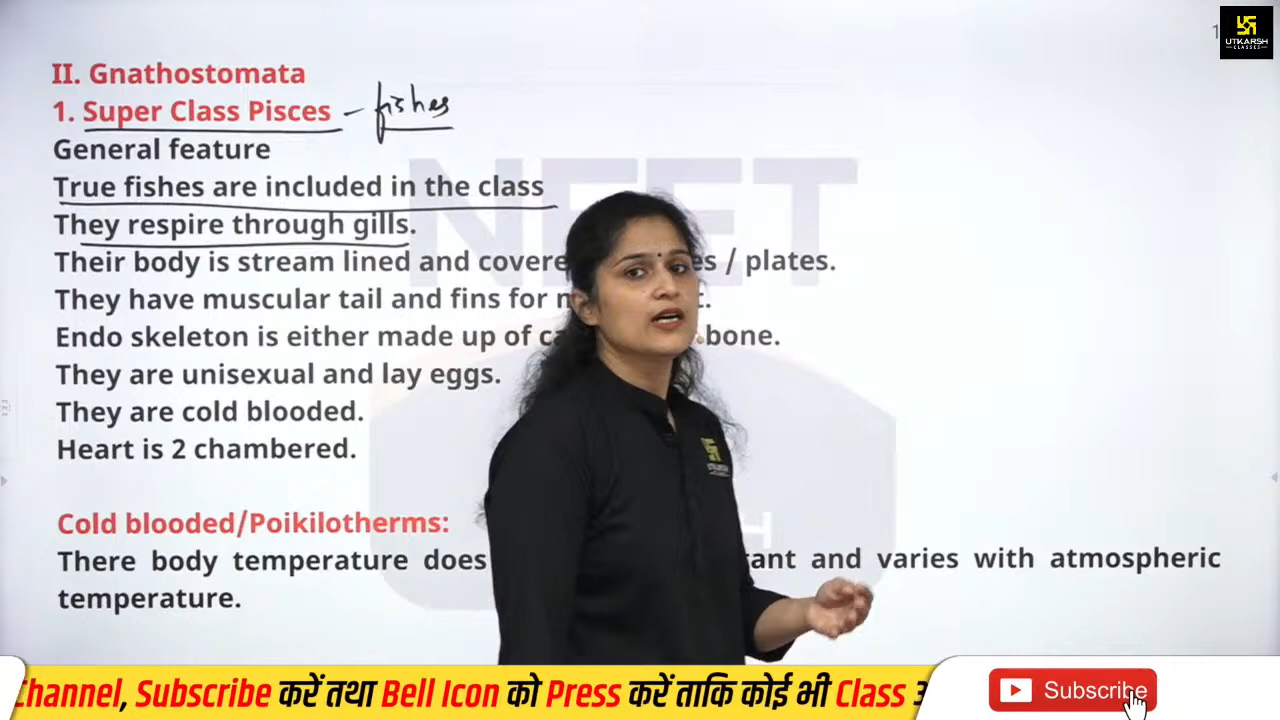 UTKARSH
CLASSES
II. Gnathostomata
1. Super Class Pisces – fishes
General feature
True fishes are included in the class
They respire through gills.
Their body is stream lined and / plates.
They have muscular tail and fins for
Endo skeleton is either made up of bone.
They are unisexual and lay eggs.
They are cold blooded.
Heart is 2 chambered.
NEET
UTKARSH
Cold blooded/Poikilotherms:
There body temperature does and varies with atmospheric
temperature.
Channel, Subscribe करें तथा Bell Icon को Press करें ताकि कोई भी Class
Subscribe